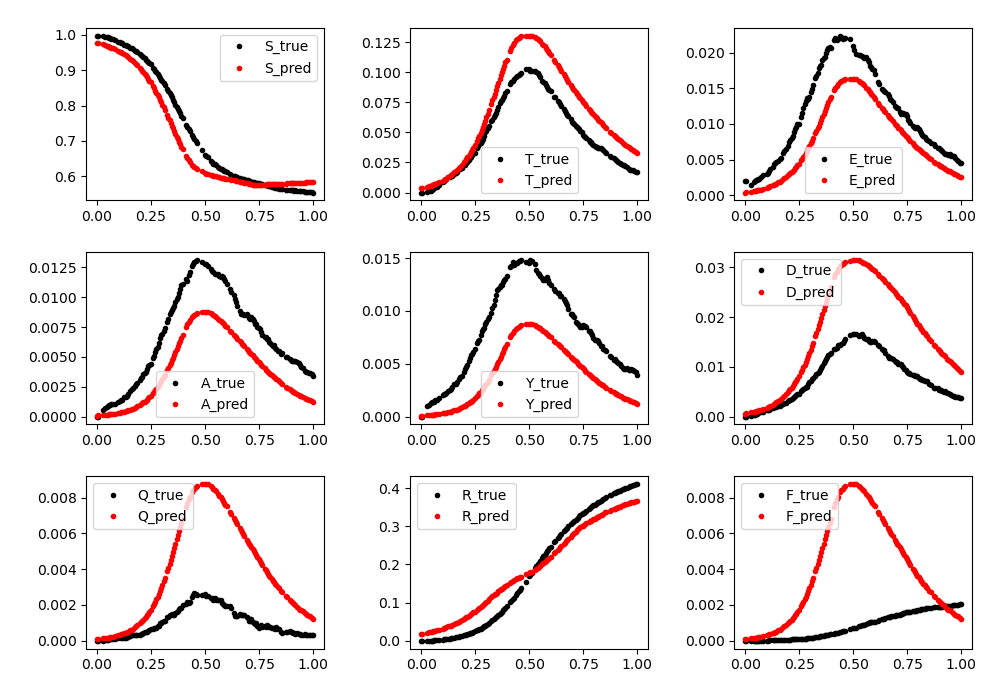 1.0
0.9
0.8
0.7
0.6
0.00 0.25 0.50 0.75 1.00
S_true
S_pred
0.125
0.100
0.075
0.050
0.025
0.000
0.00 0.25 0.50 0.75 1.00
T_true
T_pred
0.020
0.015
0.010
0.005
0.000
0.00 0.25 0.50 0.75 1.00
E_true
E_pred
0.0125
0.0100
0.0075
0.0050
0.0025
0.0000
0.00 0.25 0.50 0.75 1.00
A_true
A_pred
0.015
0.010
0.005
0.000
0.00 0.25 0.50 0.75 1.00
Y_true
Y_pred
0.03
0.02
0.01
0.00
0.00 0.25 0.50 0.75 1.00
D_true
D_pred
0.008
0.006
0.004
0.002
0.000
0.00 0.25 0.50 0.75 1.00
Q_true
Q_pred
0.4
0.3
0.2
0.1
0.0
0.00 0.25 0.50 0.75 1.00
R_true
R_pred
0.008
0.006
0.004
0.002
0.000
0.00 0.25 0.50 0.75 1.00
F_true
F_pred